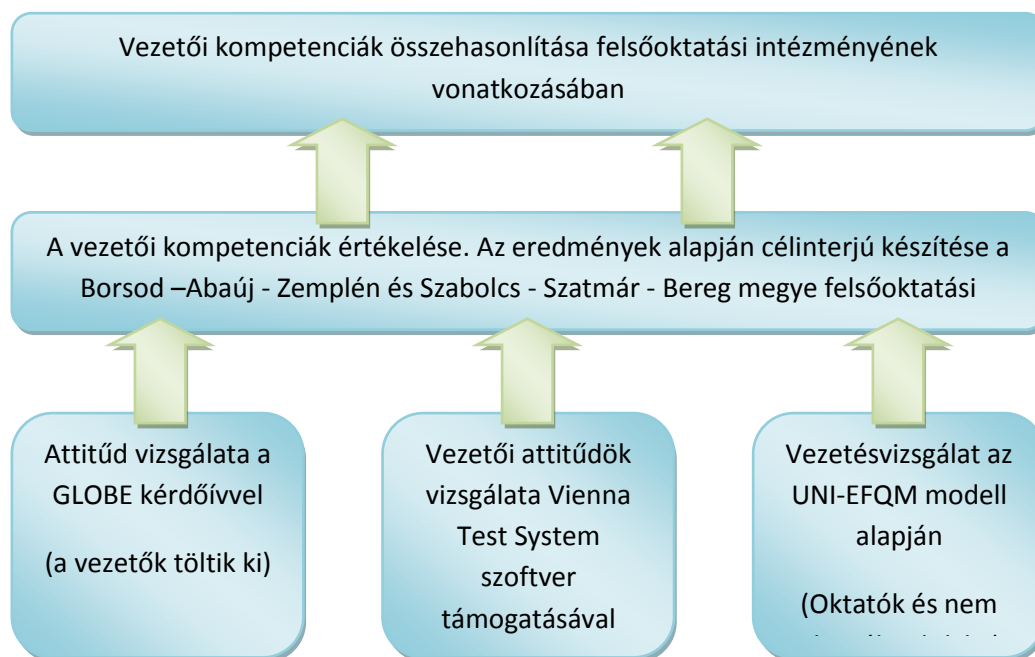 Vezetői kompetenciák összehasonlítása felsőoktatási intézményének
vonatkozásában
A vezetői kompetenciák értékelése. Az eredmények alapján célinterjú készítése a
Borsod –Abaúj - Zemplén és Szabolcs - Szatmár - Bereg megye felsőoktatási
Attitűd vizsgálata a
GLOBE kérdőívvel
(a vezetők töltik ki)
Vezetői attitűdök
vizsgálata Vienna
Test System
szoftver
támogatásával
Vezetésvizsgálat az
UNI-EFQM modell
alapján
(Oktatók és nem